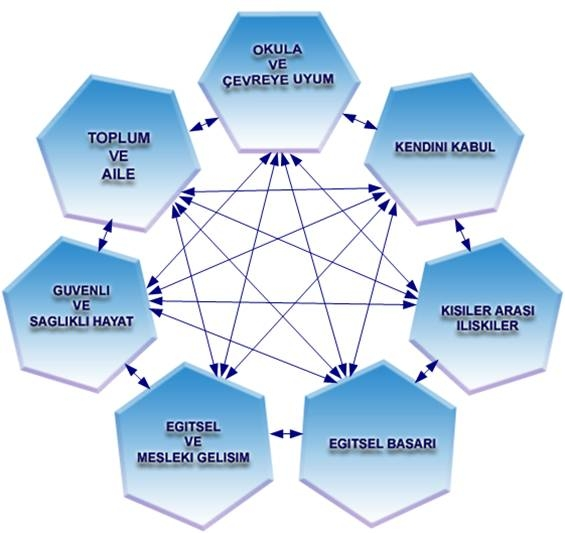 OKULA
VE
ÇEVREYE UYUM
KENDINI KABUL
KISILER ARASI
ILISKILER
EGITSEL BASARI
EGITSEL
VE
MESLEKI GELISIM
GUVENLI
VE
SAGLIKLI HAYAT
TOPLUM
VE
AILE